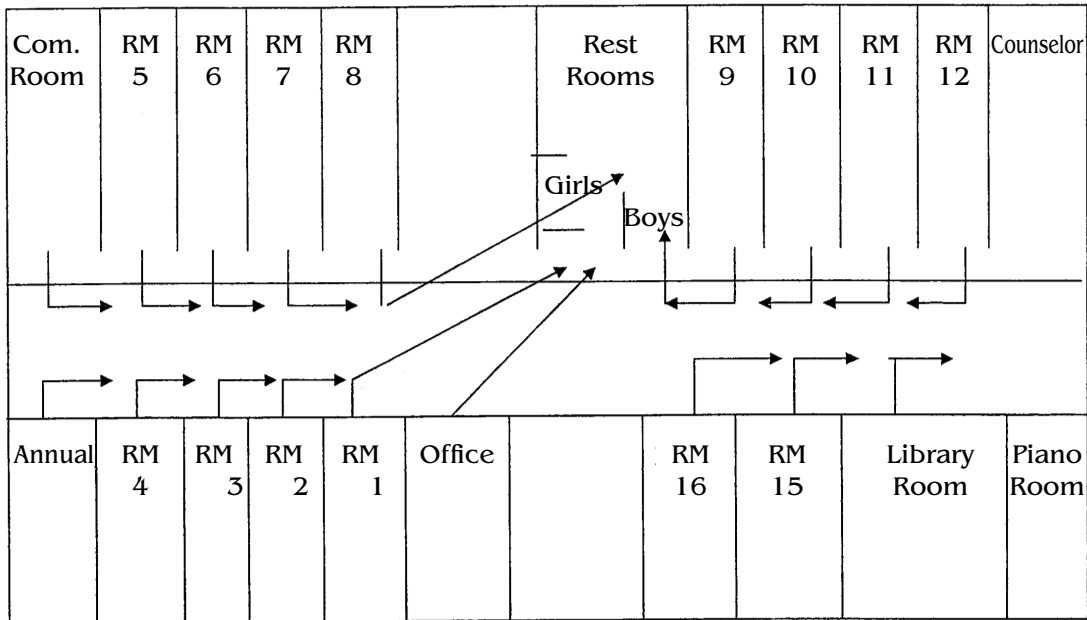 Com.
Room
RM
5
RM
6
RM
7
RM
8
Rest
Rooms
RM
9
RM
10
RM
11
RM
12
Counselor
Girls
Boys
Annual
RM
4
RM
3
RM
2
RM
1
Office
RM
16
RM
15
Library
Room
Piano
Room